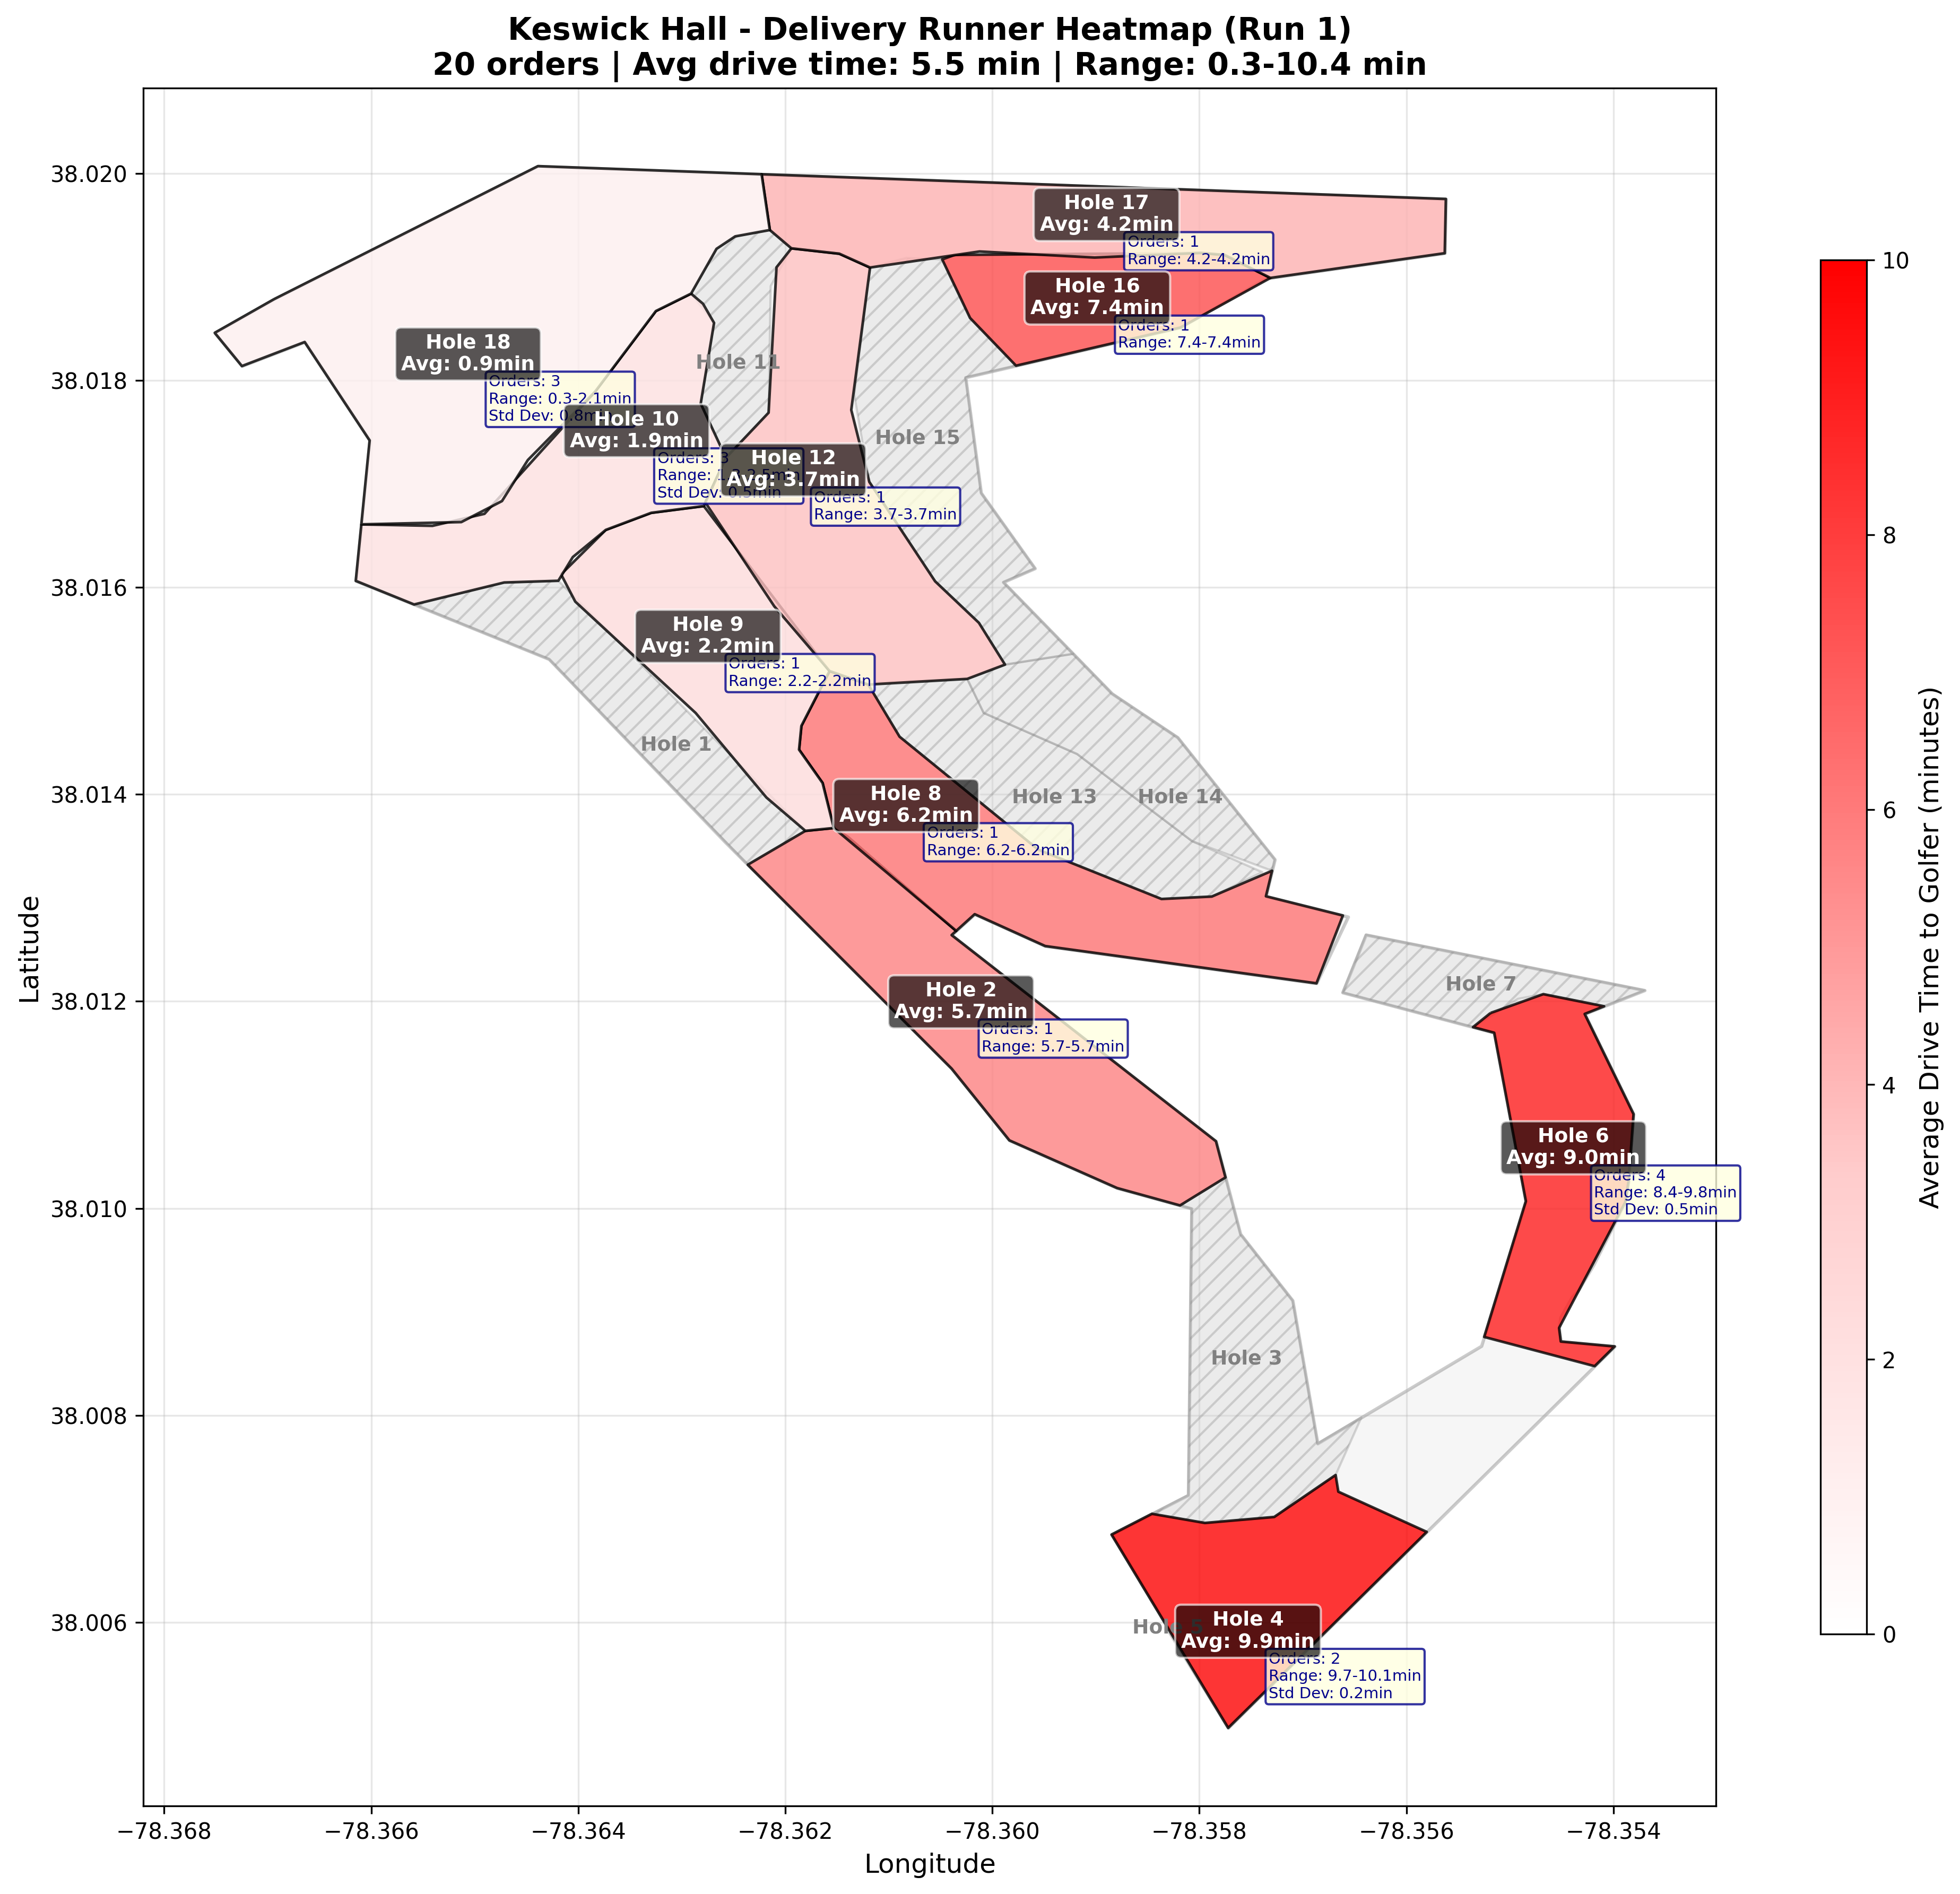 Keswick Hall - Delivery Runner Heatmap (Run 1)
20 orders | Avg drive time: 5.5 min | Range: 0.3-10.4 min
Hole 17
Avg: 4.2min
Orders: 1
Range: 4.2-4.2min
Hole 16
Avg: 7.4min
Orders: 1
Range: 7.4-7.4min
Hole 18
Avg: 0.9min
Orders: 3
Range: 0.3-2.1min
Std Dev: 0.8min
Hole 11
Hole 10
Avg: 1.9min
Orders: 3
Range:
Std Dev: 0.5min
Hole 12
Avg: 3.7min
Orders: 1
Range: 3.7-3.7min
Hole 15
Hole 9
Avg: 2.2min
Orders: 1
Range: 2.2-2.2min
Hole 1
Hole 8
Avg: 6.2min
Orders: 1
Range: 6.2-6.2min
Hole 13
Hole 14
Hole 2
Avg: 5.7min
Orders: 1
Range: 5.7-5.7min
Hole 7
Hole 6
Avg: 9.0min
Orders: 4
Range: 8.4-9.8min
Std Dev: 0.5min
Hole 3
Hole 5
Hole 4
Avg: 9.9min
Orders: 2
Range: 9.7-10.1min
Std Dev: 0.2min
38.020
38.018
38.016
38.014
38.012
38.010
38.008
38.006
Latitude
−78.368
−78.366
−78.364
−78.362
−78.360
−78.358
−78.356
−78.354
Longitude
10
8
6
4
2
0
Average Drive Time to Golfer (minutes)